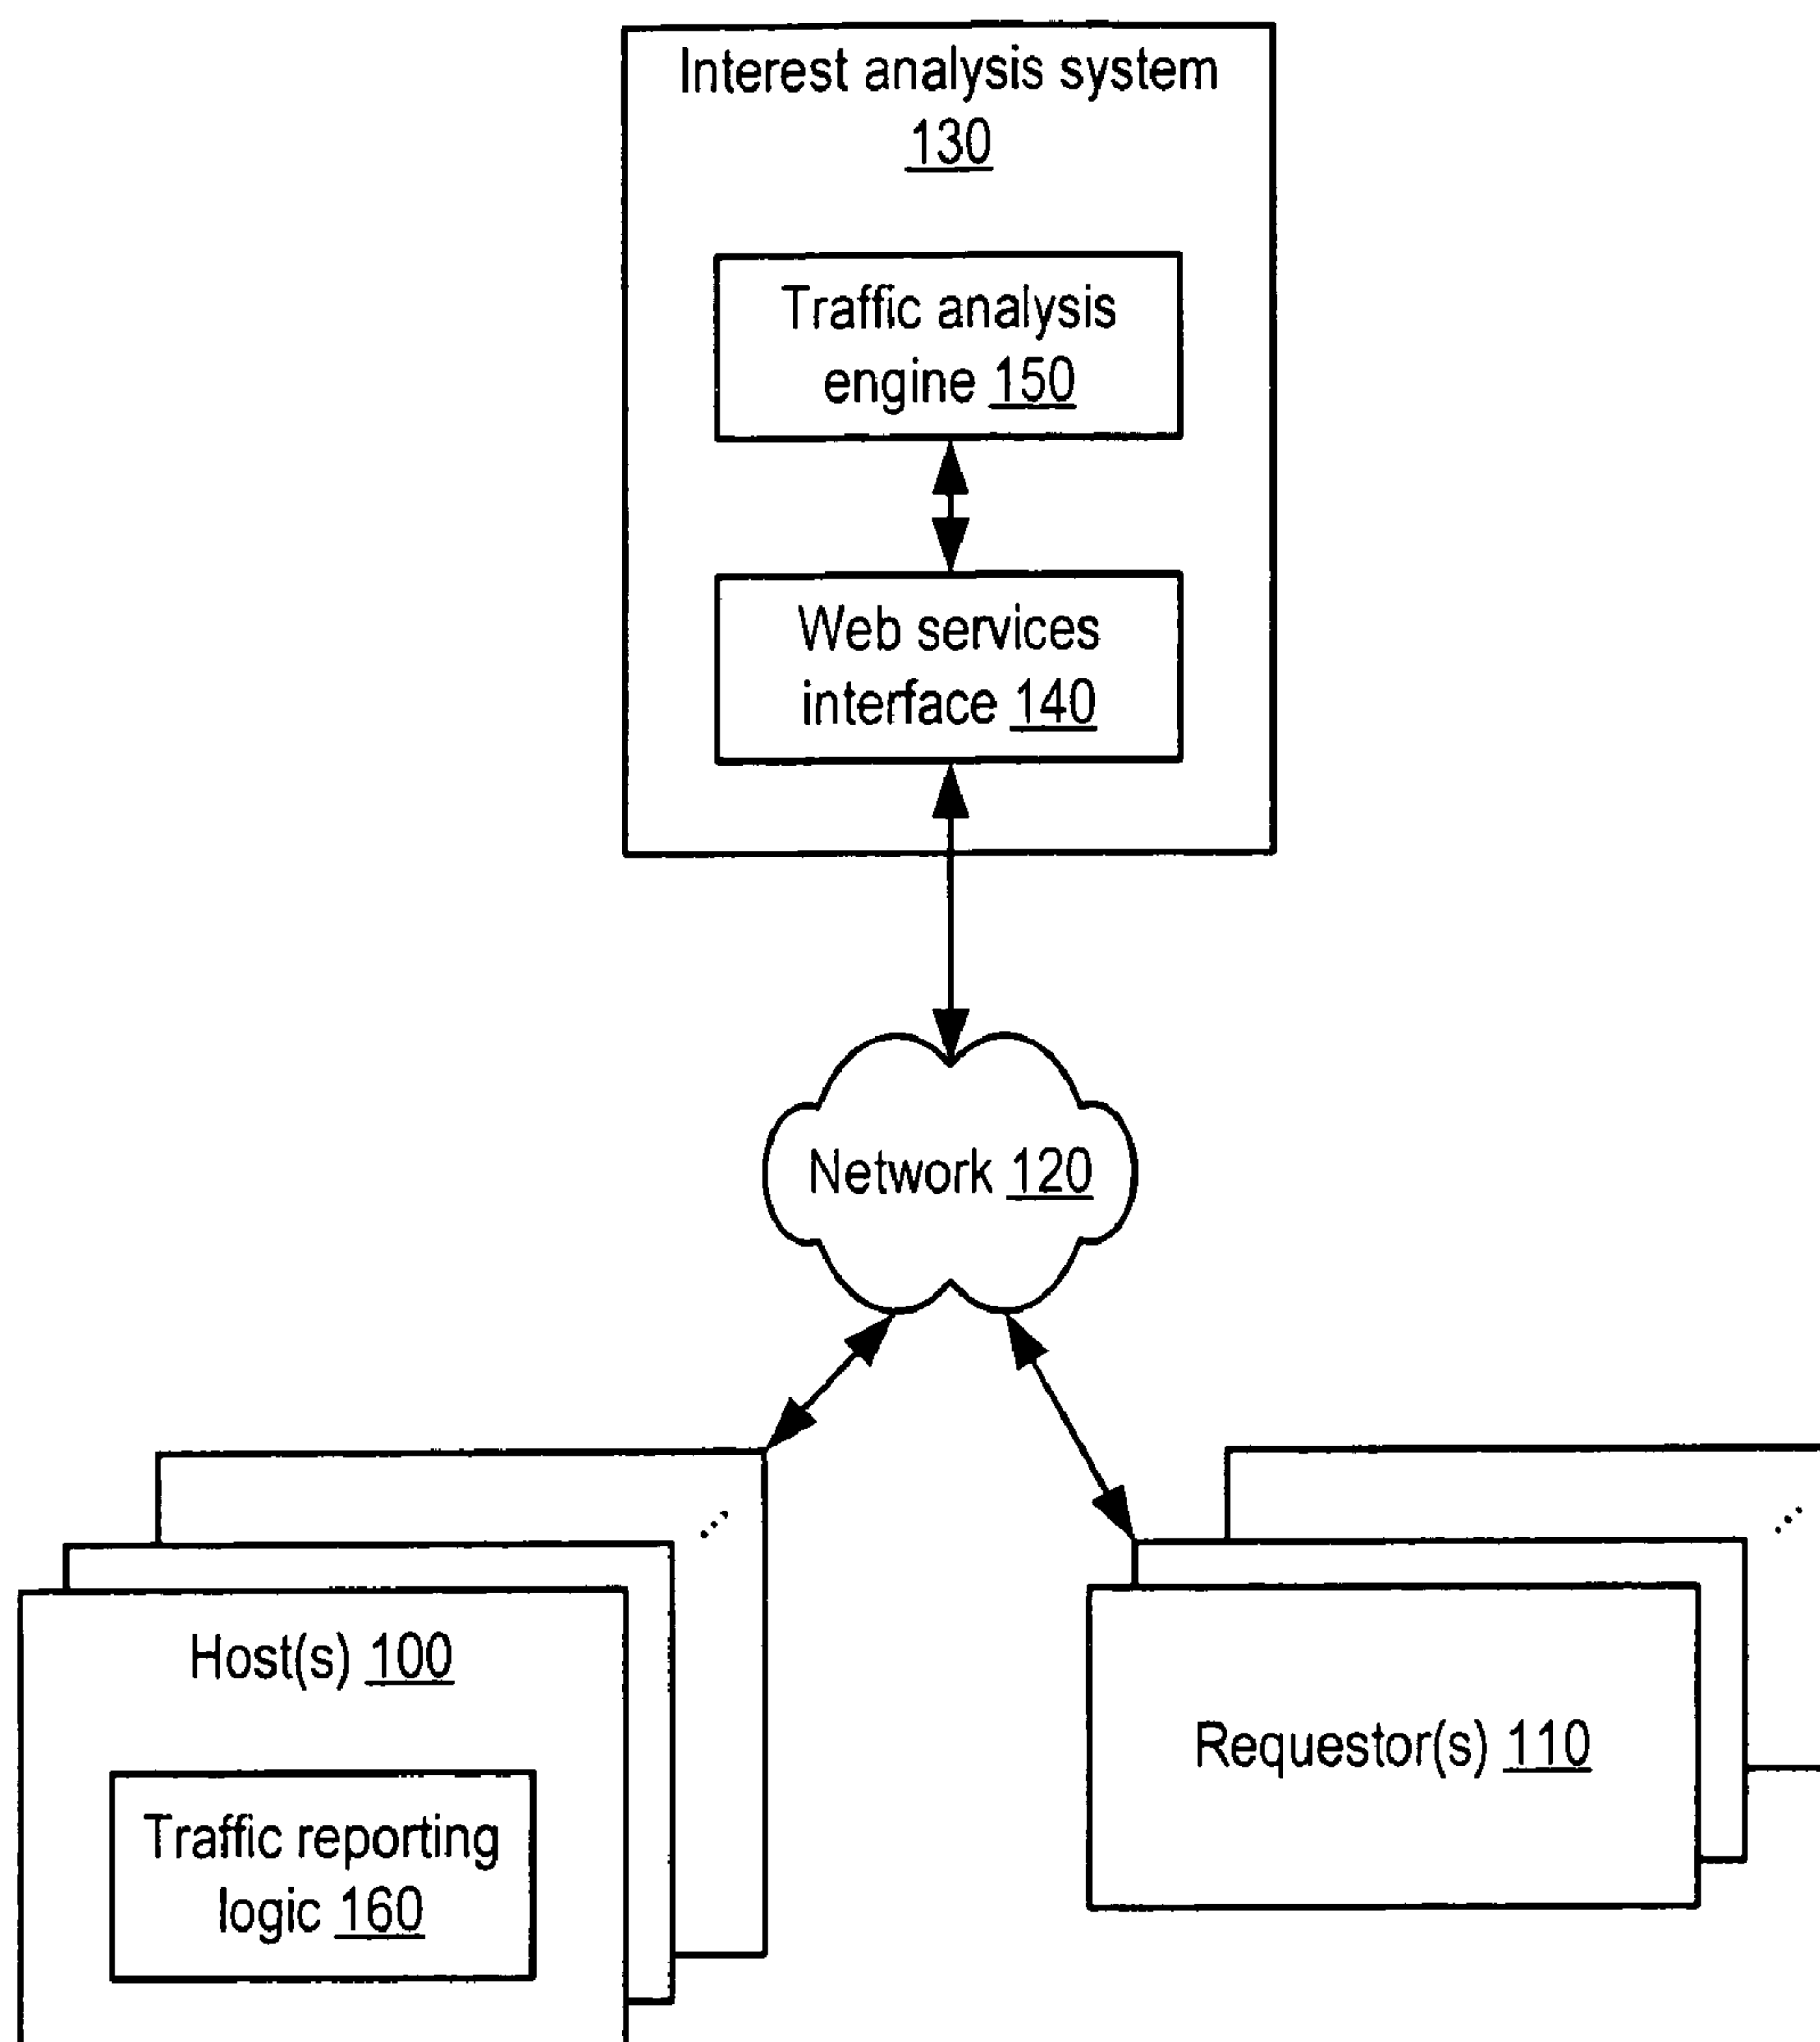 Interest analysis system
130
Traffic analysis
engine 150
Web services
interface 140
Network 120
Host(s) 100
Traffic reporting
logic 160
Requestor(s) 110